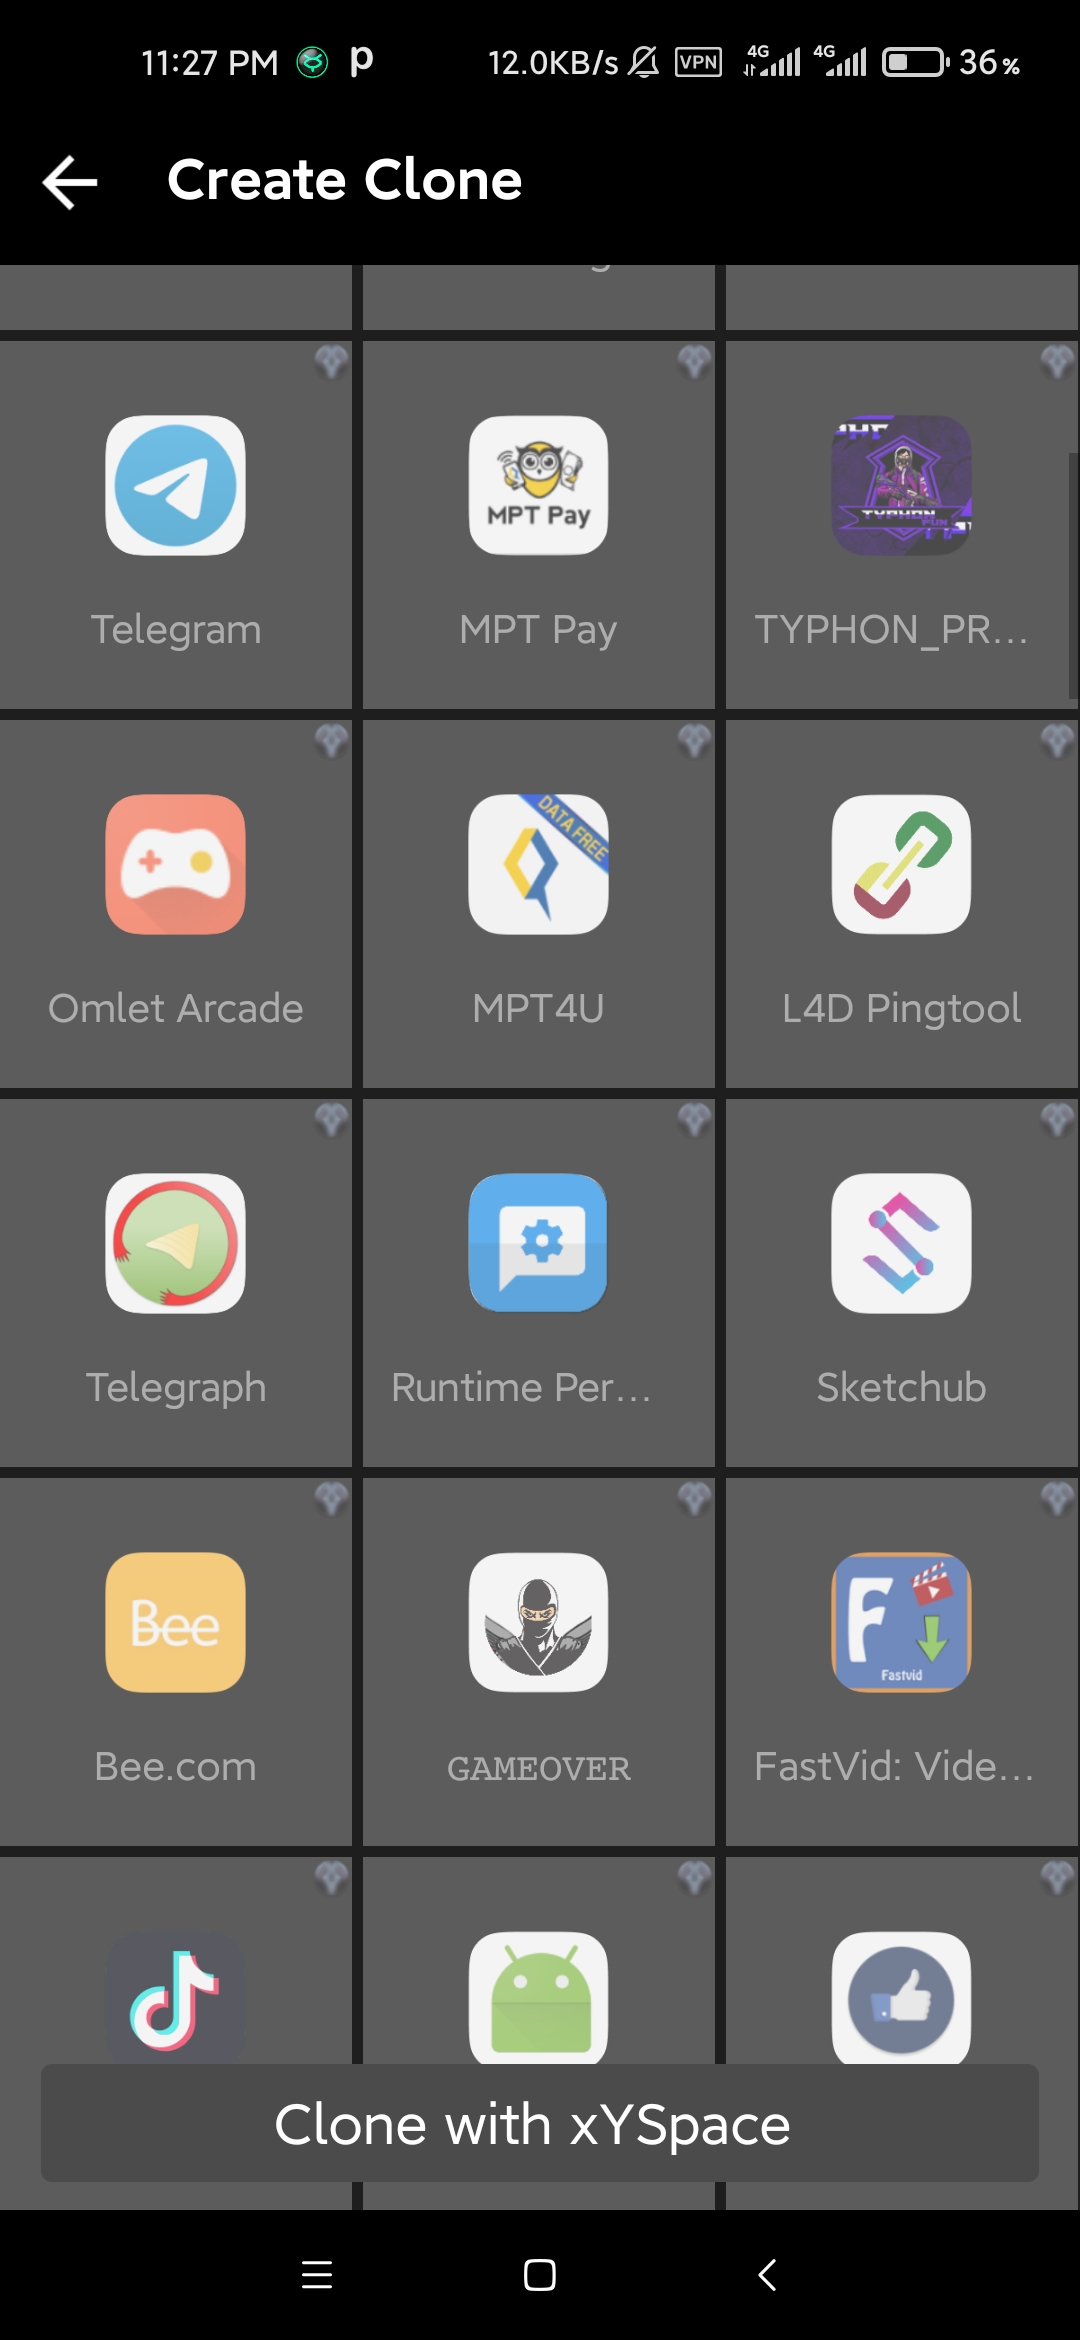 11:27 PM p 12.0KB/s VPN 4G 4G 36%
Create Clone
MPT Pay
TYPHON
FUN
Telegram MPT Pay TYPHON_PR...
DATA FREE
Omlet Arcade MPT4U L4D Pingtool
Telegraph Runtime Per... Sketchub
Bee
F
Fastvid
Bee.com GAMEOVER FastVid: Vide...
Clone with xYSpace